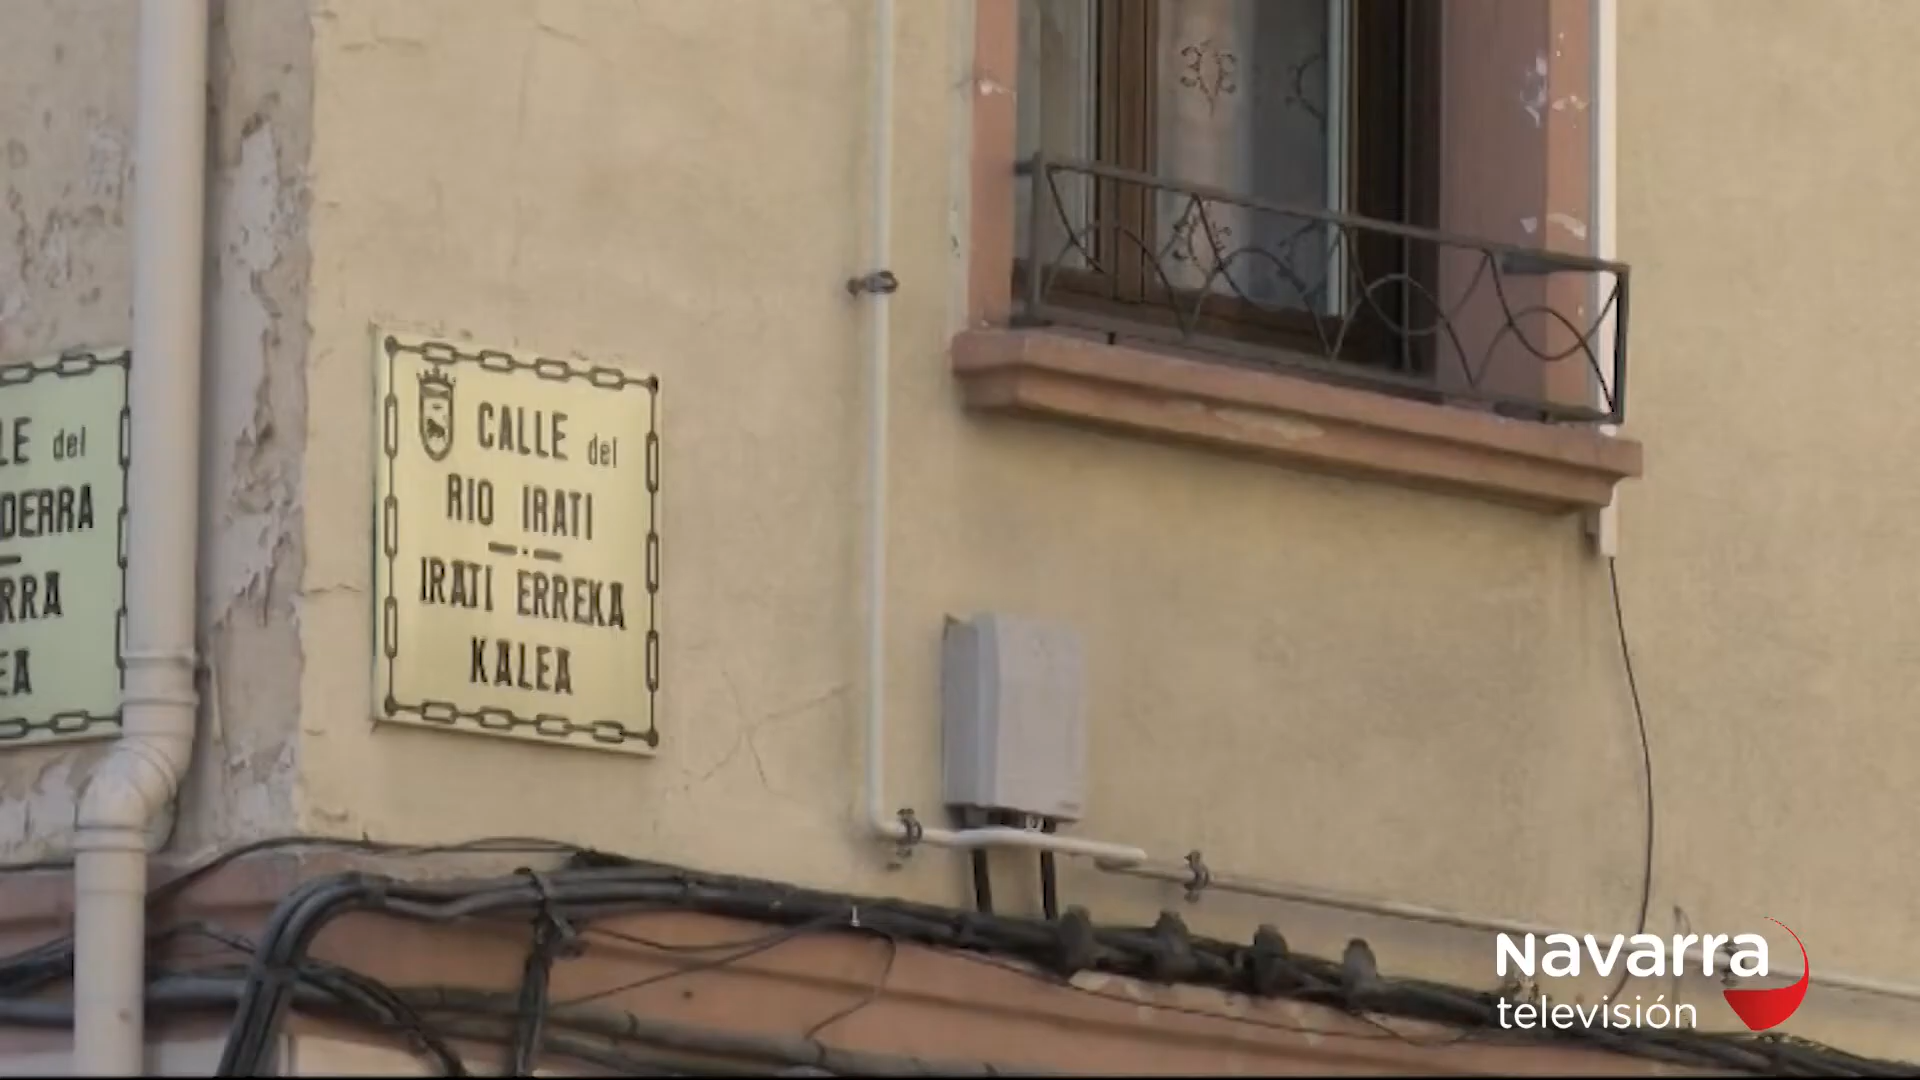 LE del
DERRA
RRA
EA
CALLE del
RIO IRATI
IRATI ERREKA
KALEA
Navarra
televisión